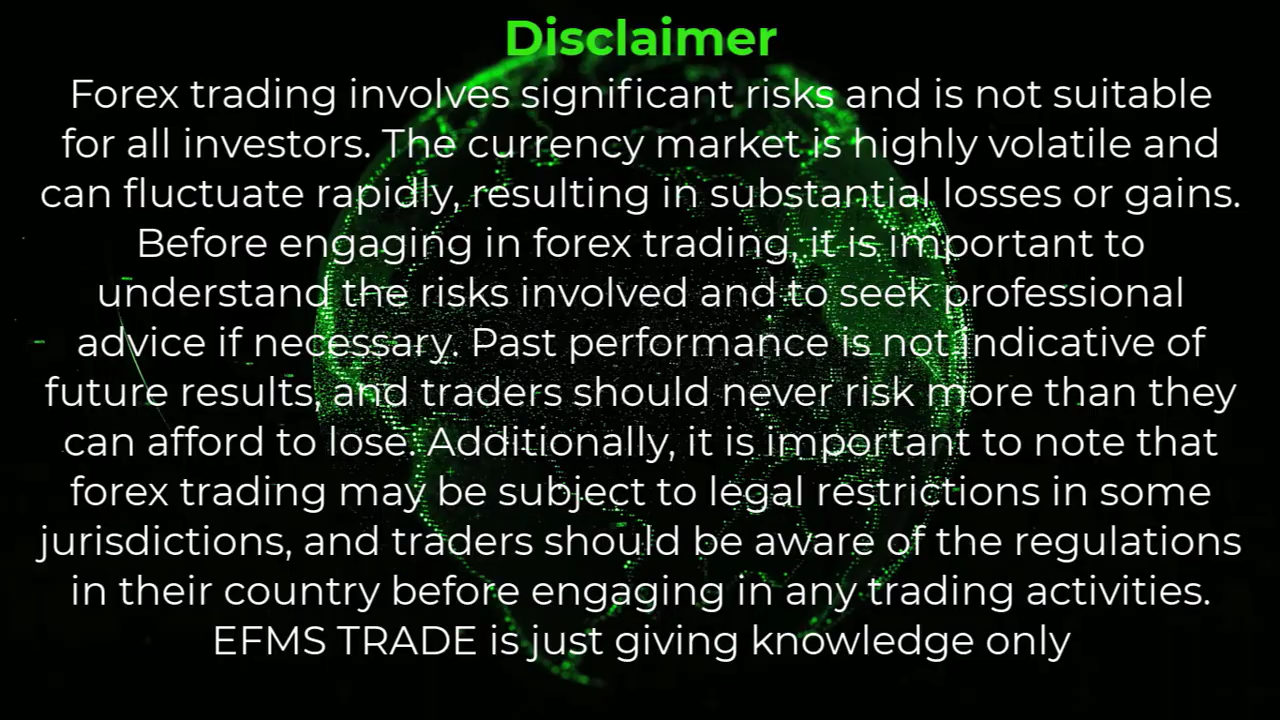 Disclaimer
Forex trading involves significant risks and is not suitable
for all investors. The currency market is highly volatile and
can fluctuate rapidly, resulting in substantial losses or gains.
Before engaging in forex trading, it is important to
understand the risks involved and to seek professional
advice if necessary. Past performance is not indicative of
future results, and traders should never risk more than they
can afford to lose. Additionally, it is important to note that
forex trading may be subject to legal restrictions in some
jurisdictions, and traders should be aware of the regulations
in their country before engaging in any trading activities.
EFMS TRADE is just giving knowledge only